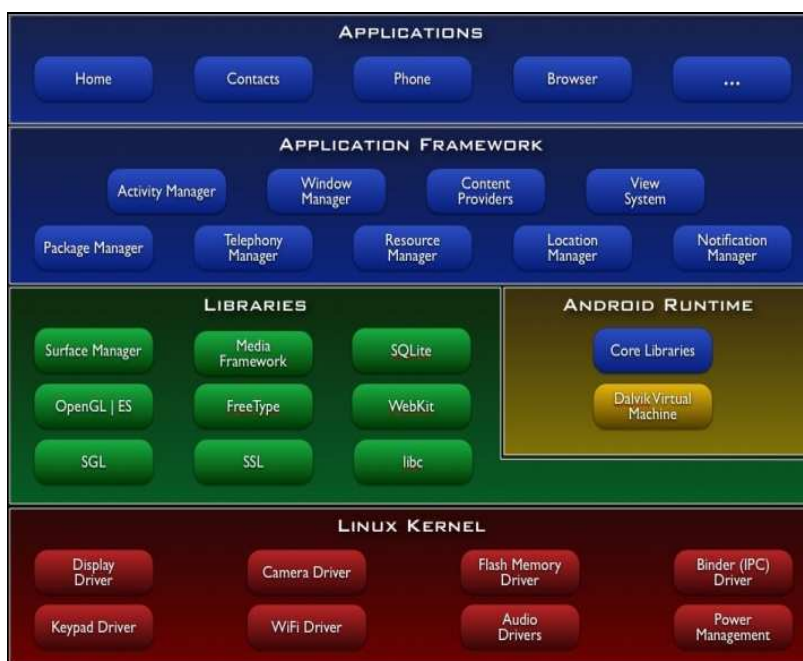 APPLICATIONS
Home
Contacts
Phone
Browser
...
APPLICATION FRAMEWORK
Activity Manager
Window
Manager
Content
Providers
View
System
Package Manager
Telephony
Manager
Resource
Manager
Location
Manager
Notification
Manager
LIBRARIES
Surface Manager
Media
Framework
SQLite
OpenGL | ES
FreeType
WebKit
SGL
SSL
libc
ANDROID RUNTIME
Core Libraries
Dalvik Virtual
Machine
LINUX KERNEL
Display
Driver
Camera Driver
Flash Memory
Driver
Binder (IPC)
Driver
Keypad Driver
WiFi Driver
Audio
Drivers
Power
Management